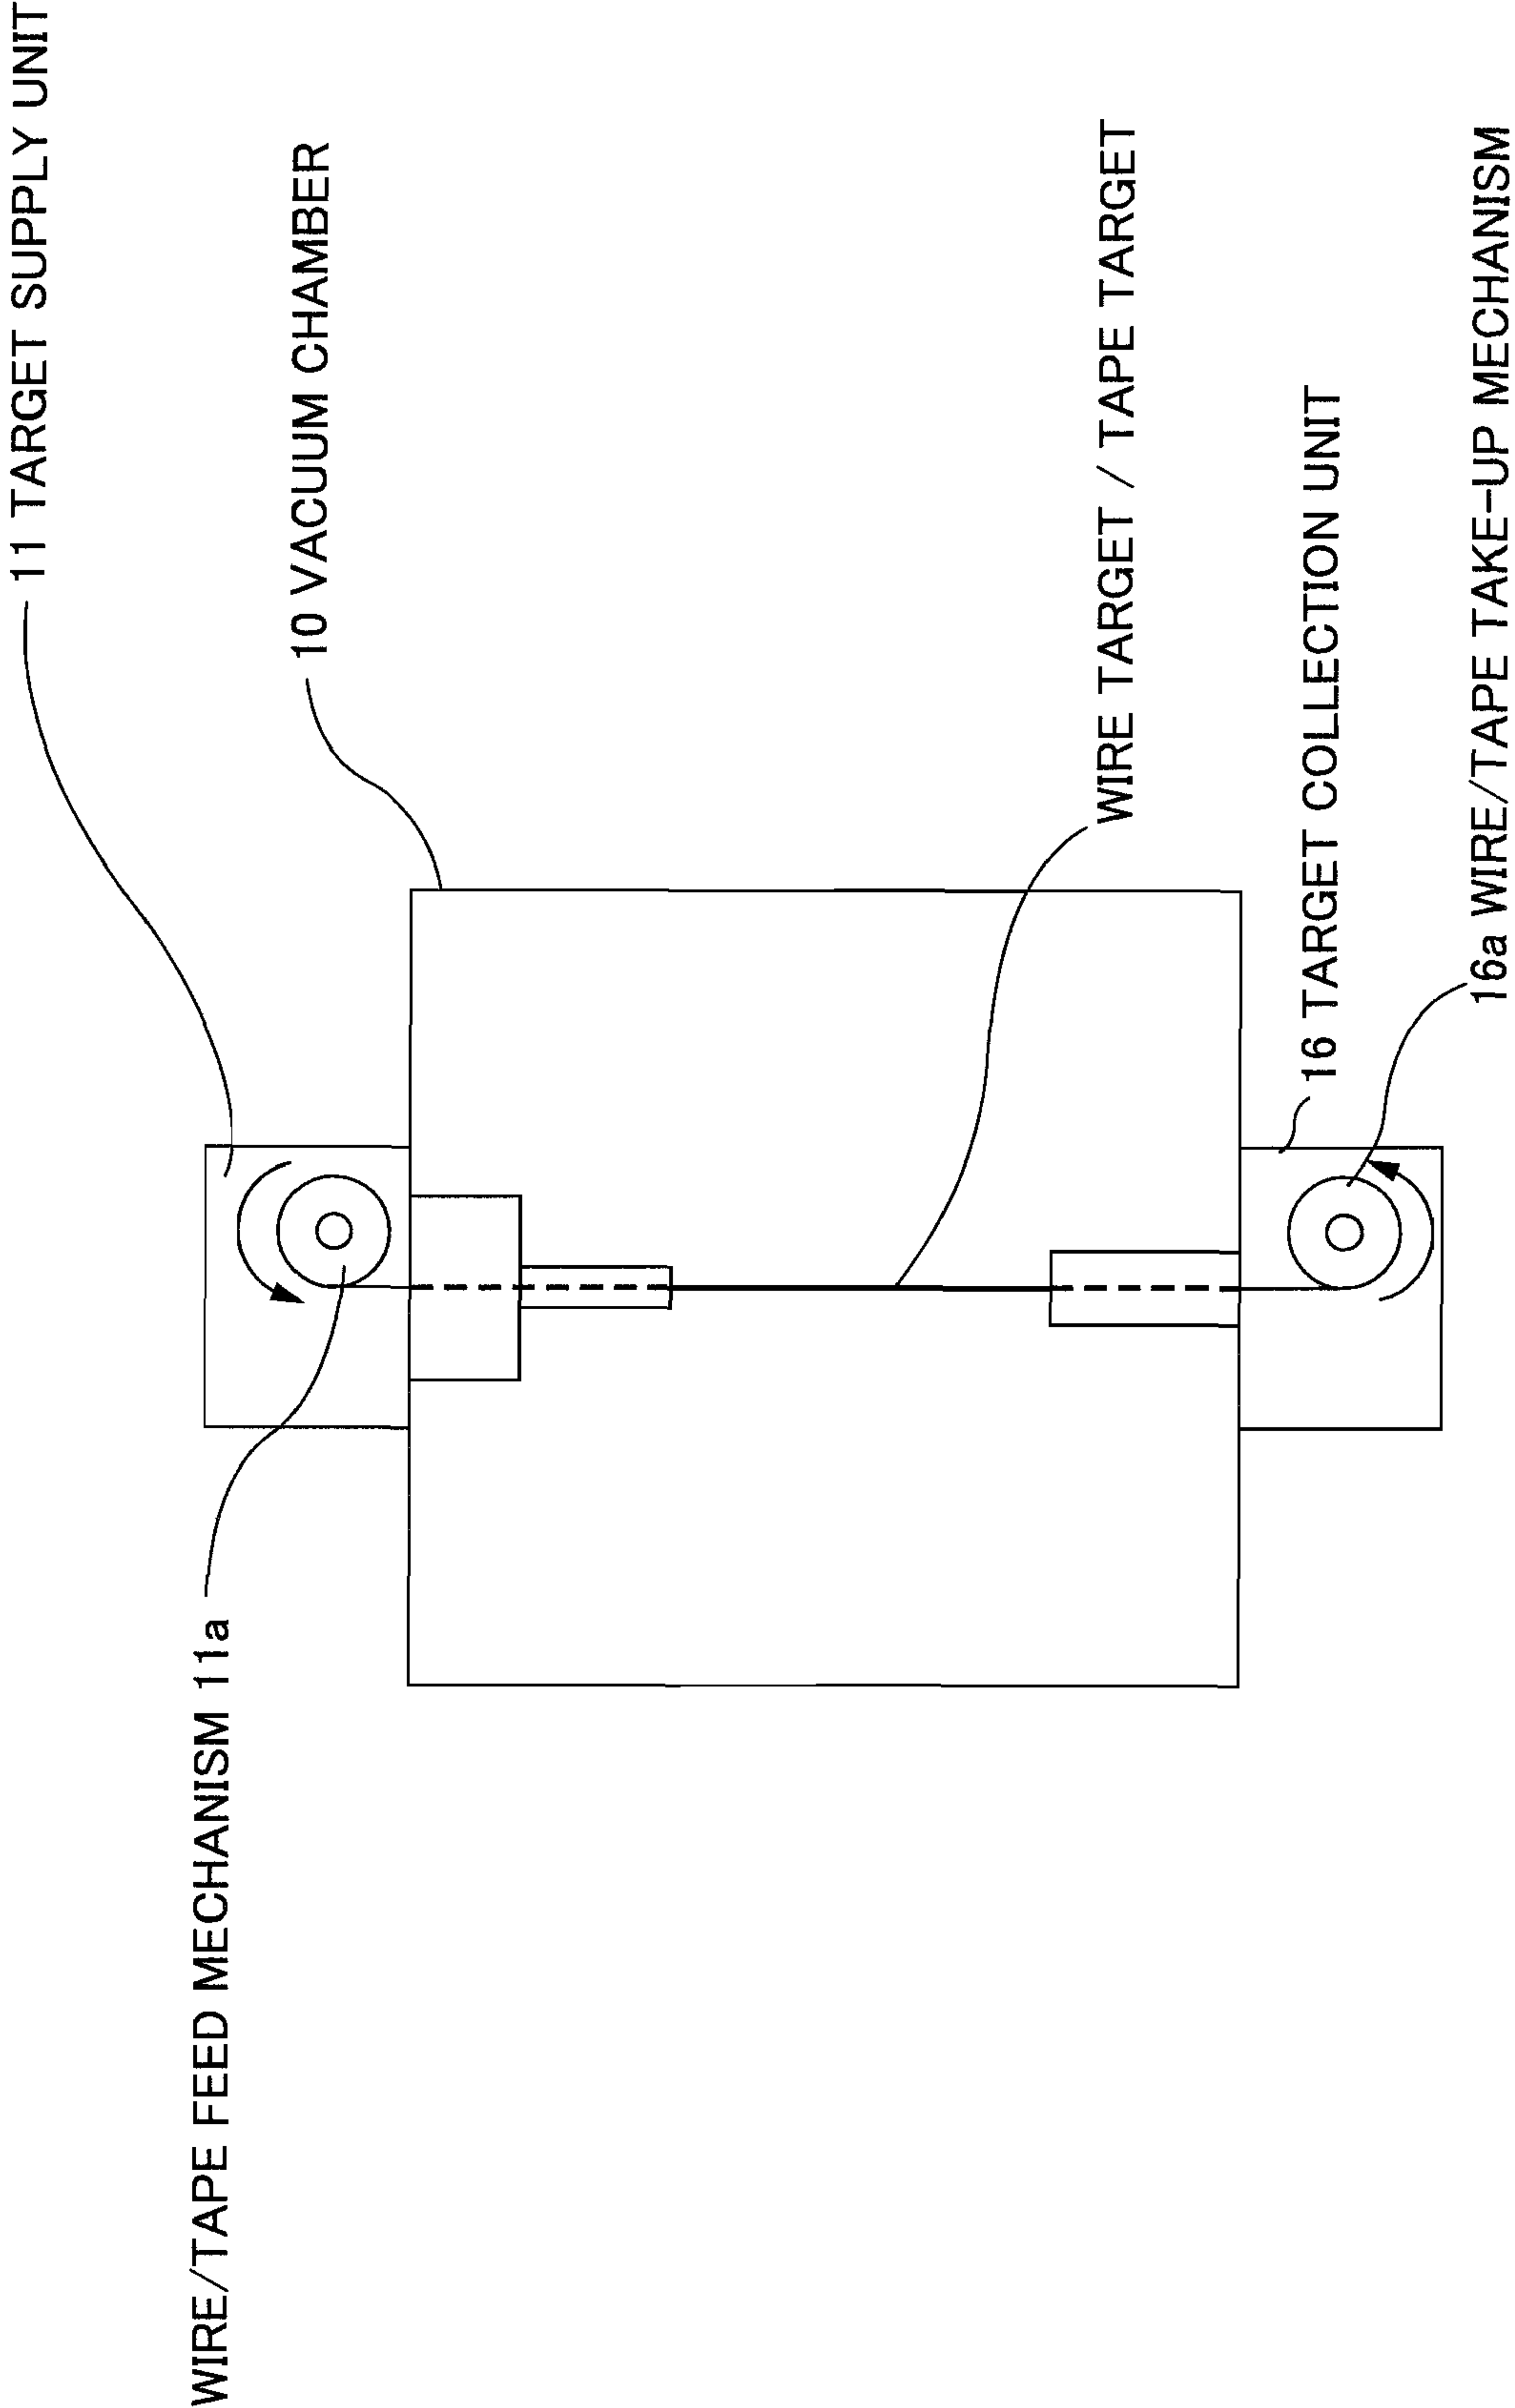 11 TARGET SUPPLY UNIT
10 VACUUM CHAMBER
WIRE/TAPE FEED MECHANISM 11a
WIRE TARGET / TAPE TARGET
16 TARGET COLLECTION UNIT
16a WIRE/TAPE TAKE-UP MECHANISM